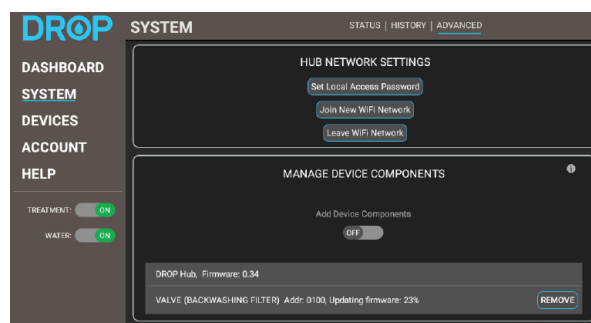 DROP
SYSTEM
STATUS | HISTORY | ADVANCED
DASHBOARD
SYSTEM
DEVICES
ACCOUNT
HELP
TREATMENT: ON
WATER: ON
HUB NETWORK SETTINGS
Set Local Access Password
Join New WiFi Network
Leave WiFi Network
MANAGE DEVICE COMPONENTS
Add Device Components
OFF
DROP Hub, Firmware: 0.34
VALVE (BACKWASHING FILTER) Addr: 0100, Updating firmware: 23%
REMOVE